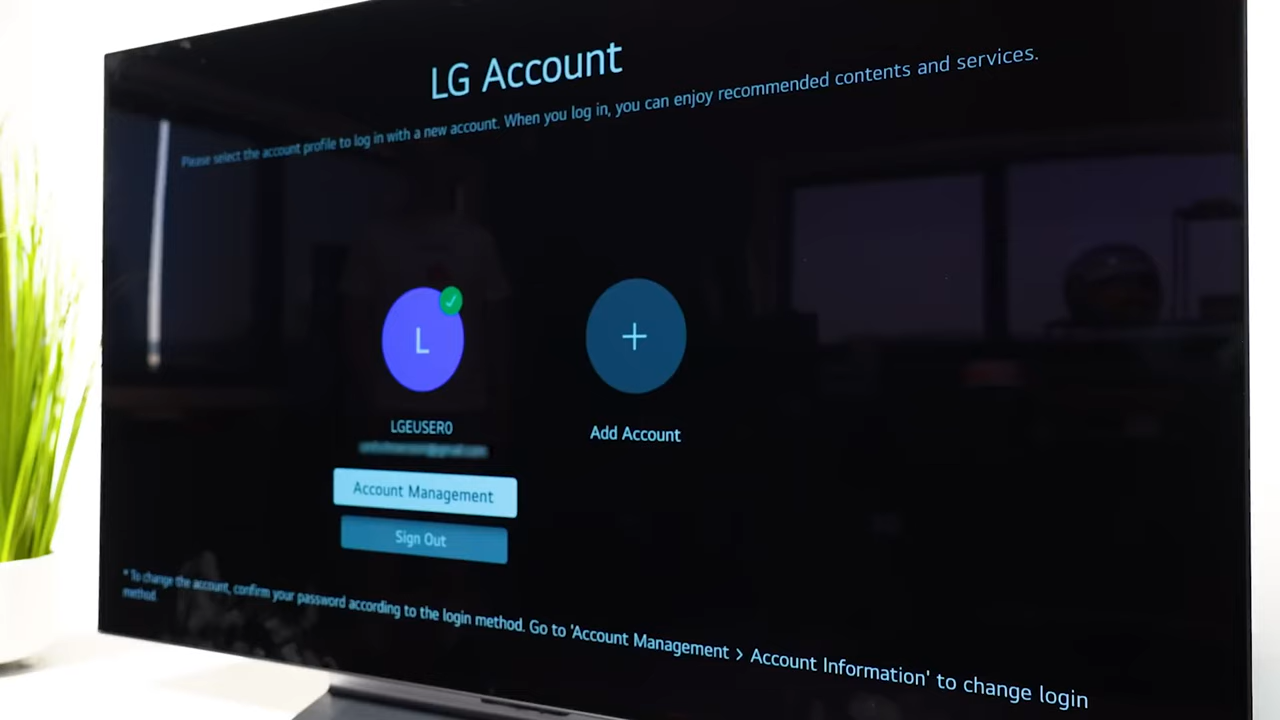 LG Account
Please select the account profile to log in with a new account. When you log in, you can enjoy recommended contents and services.
L
LGEUSER0
Add Account
Account Management
Sign Out
* To change the account, confirm your password according to the login method. Go to 'Account Management > Account Information' to change login
method.